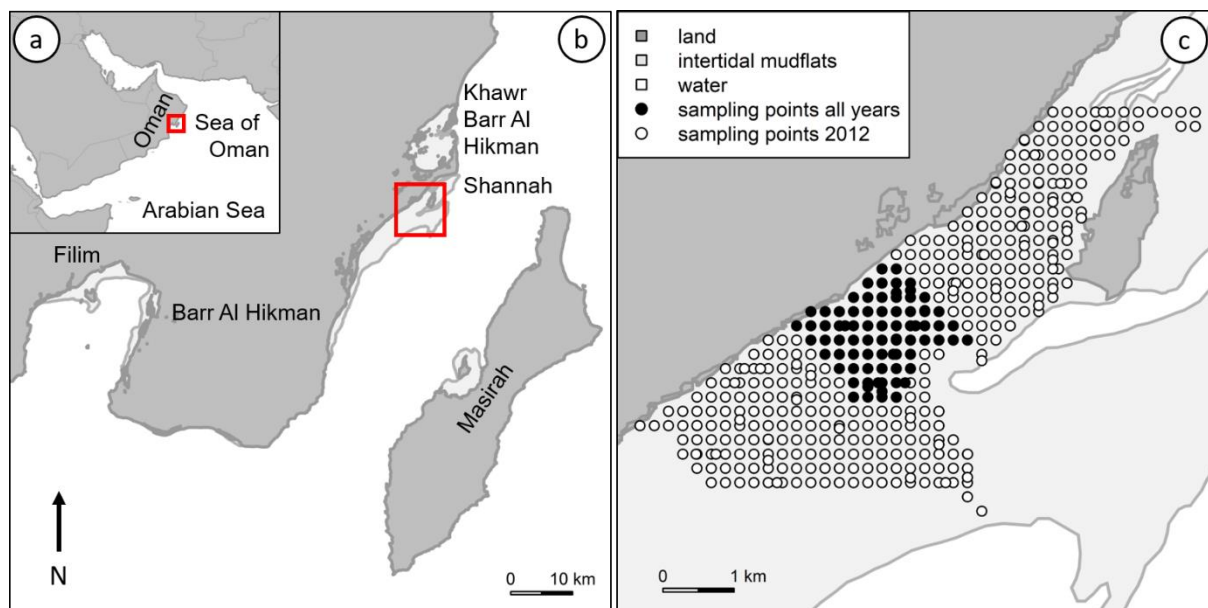 a
Oman
Sea of
Oman
Arabian Sea
b
Khawr
Barr Al
Hikman
Shannah
Filim
Barr Al Hikman
Masirah
N
0 10 km
c
land
intertidal mudflats
water
sampling points all years
sampling points 2012
0 1 km